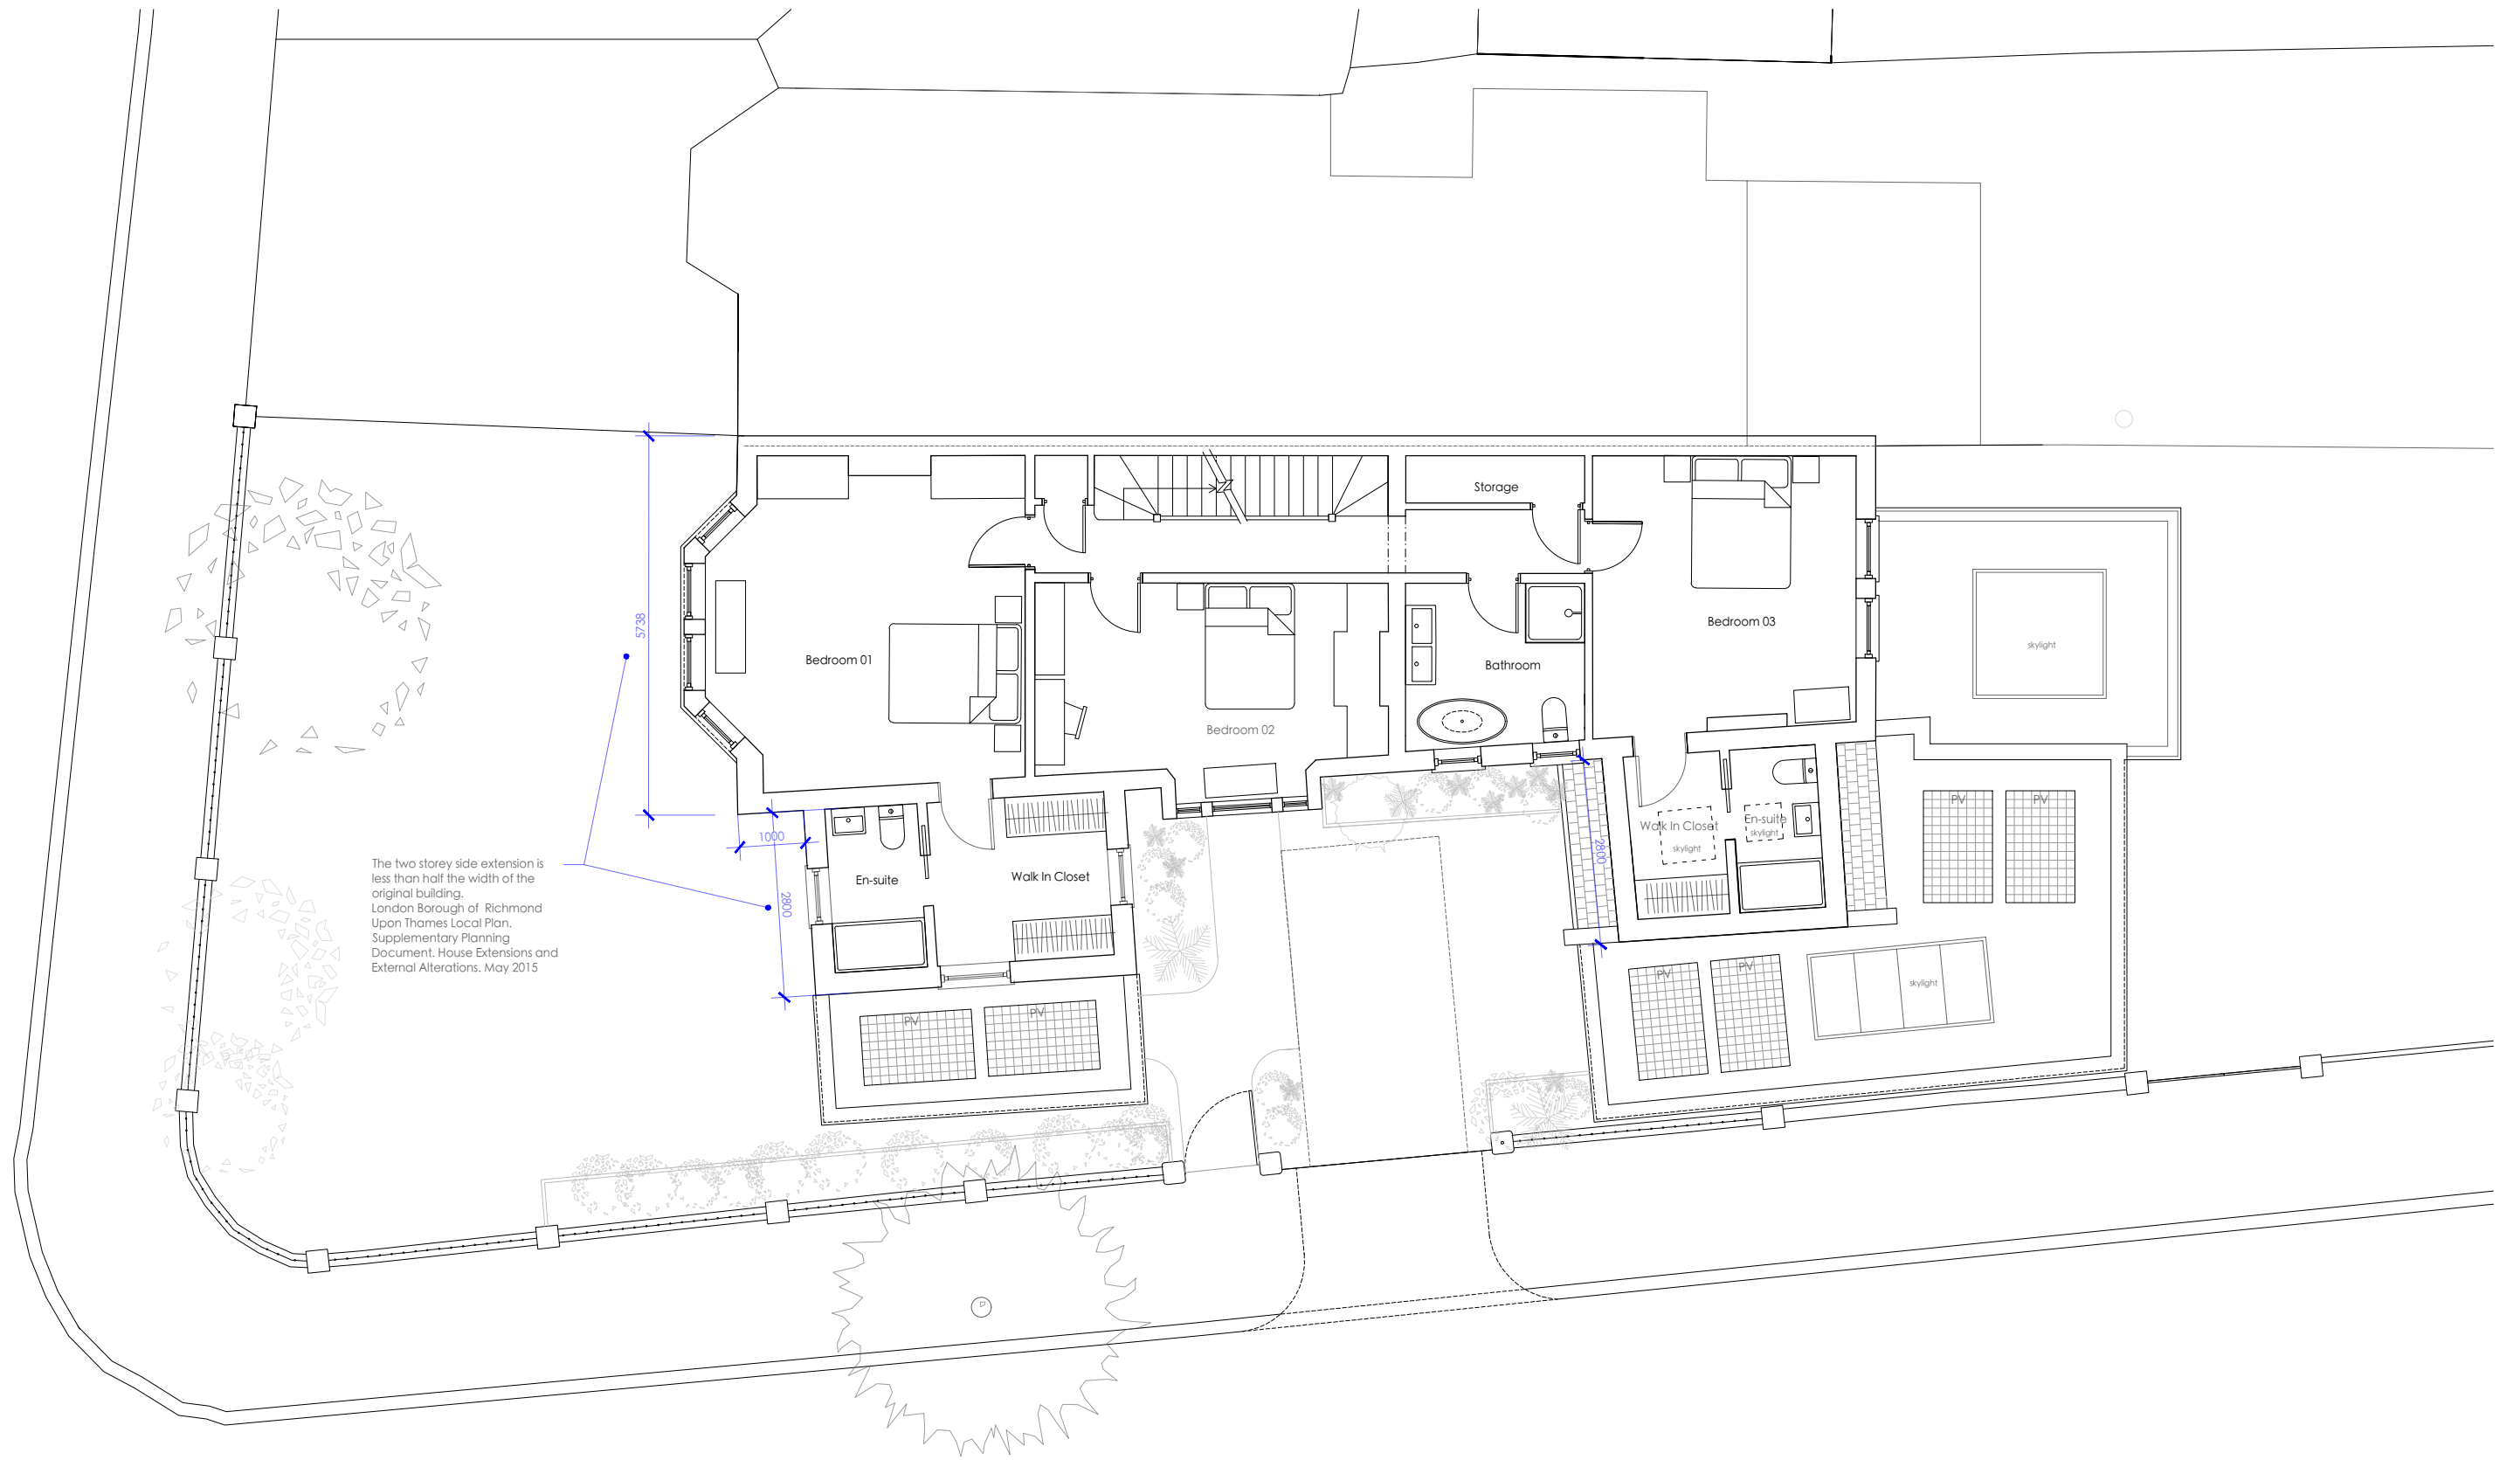 Storage
Bedroom 03
skylight
5738
Bedroom 01
Bathroom
Bedroom 02
PV
PV
1000
Walk In Closet
skylight
En-suite
skylight
2800
The two storey side extension is
less than half the width of the
original building.
London Borough of Richmond
Upon Thames Local Plan.
Supplementary Planning
Document. House Extensions and
External Alterations. May 2015
En-suite
Walk In Closet
2800
PV
PV
skylight
PV
PV